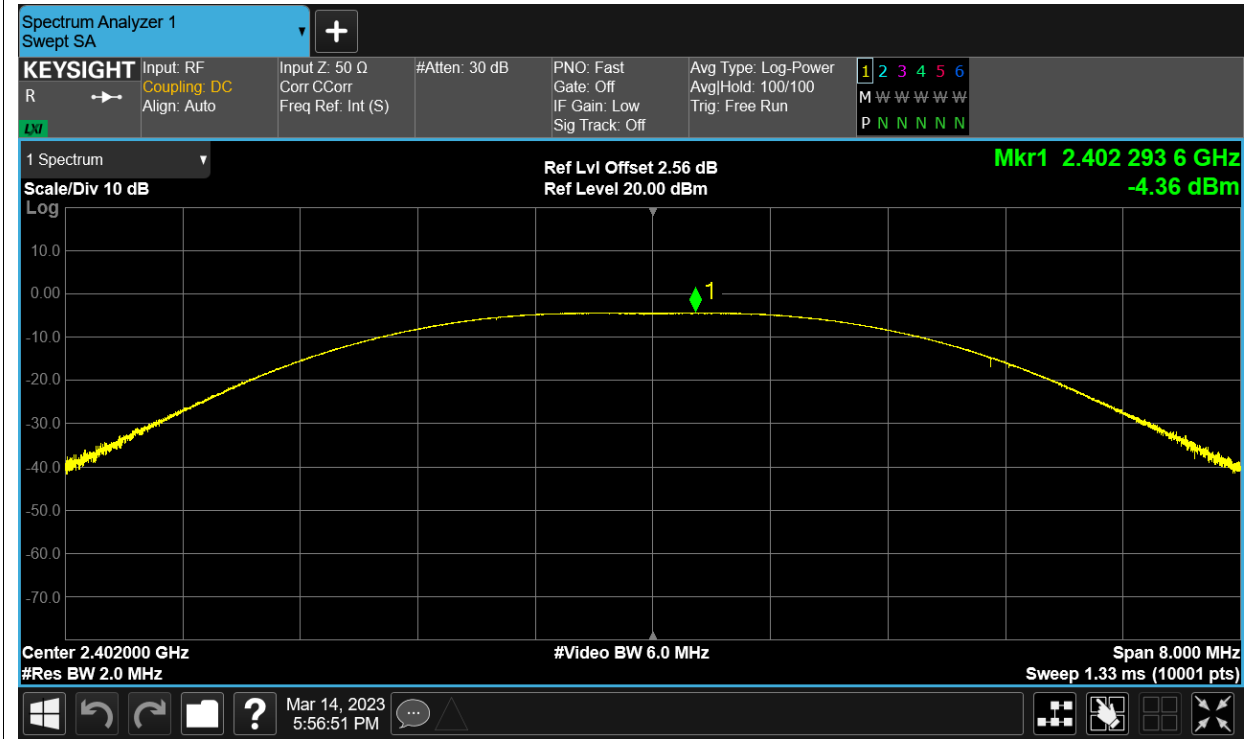 Spectrum Analyzer 1
Swept SA
KEYSIGHT
R
LXI
Input: RF
Coupling: DC
Align: Auto
Input Z: 50 Ω
Corr CCorr
Freq Ref: Int (S)
#Atten: 30 dB
PNO: Fast
Gate: Off
IF Gain: Low
Sig Track: Off
Avg Type: Log-Power
Avg|Hold: 100/100
Trig: Free Run
1 2 3 4 5 6
M W W W W W
P N N N N N
1 Spectrum
Scale/Div 10 dB
Log
Ref Lvl Offset 2.56 dB
Ref Level 20.00 dBm
Mkr1 2.402 293 6 GHz
-4.36 dBm
10.0
0.00
1
-10.0
-20.0
-30.0
-40.0
-50.0
-60.0
-70.0
Center 2.402000 GHz
#Video BW 6.0 MHz
Span 8.000 MHz
#Res BW 2.0 MHz
Sweep 1.33 ms (10001 pts)
?
Mar 14, 2023
5:56:51 PM